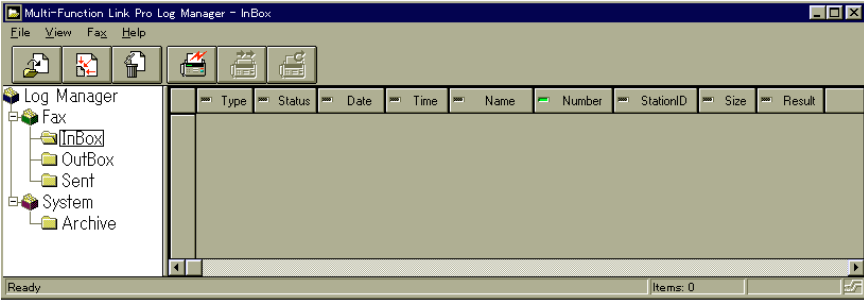 Multi-Function Link Pro Log Manager - InBox
File View Fax Help
Log Manager
Fax
InBox
OutBox
Sent
System
Archive
Type Status Date Time Name Number StationID Size Result
Ready Items: 0